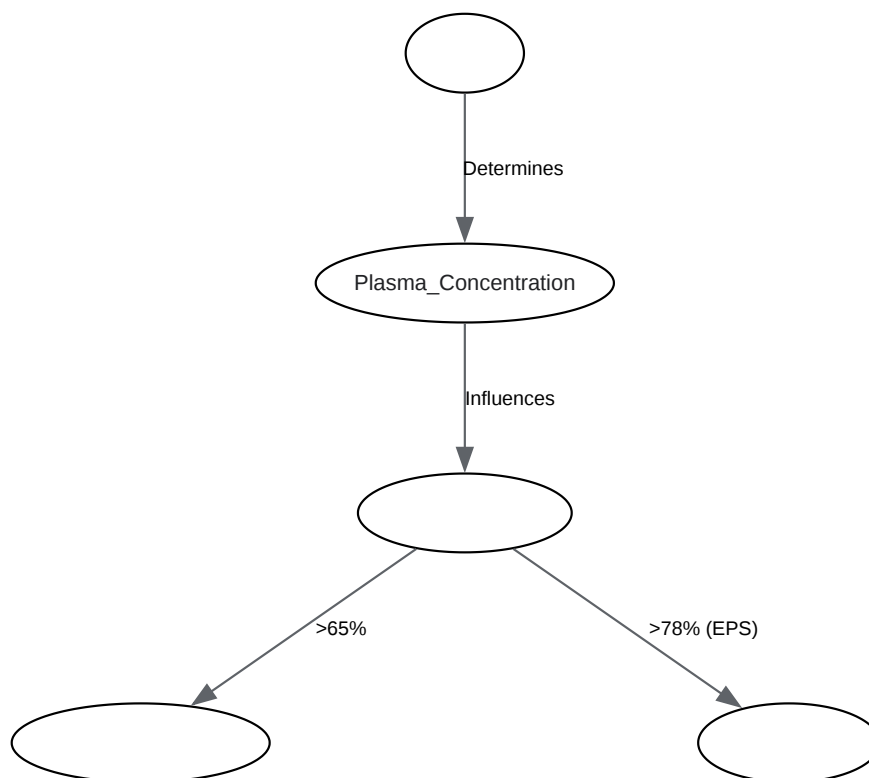 Determines
Plasma_Concentration
Influences
>65%
>78% (EPS)